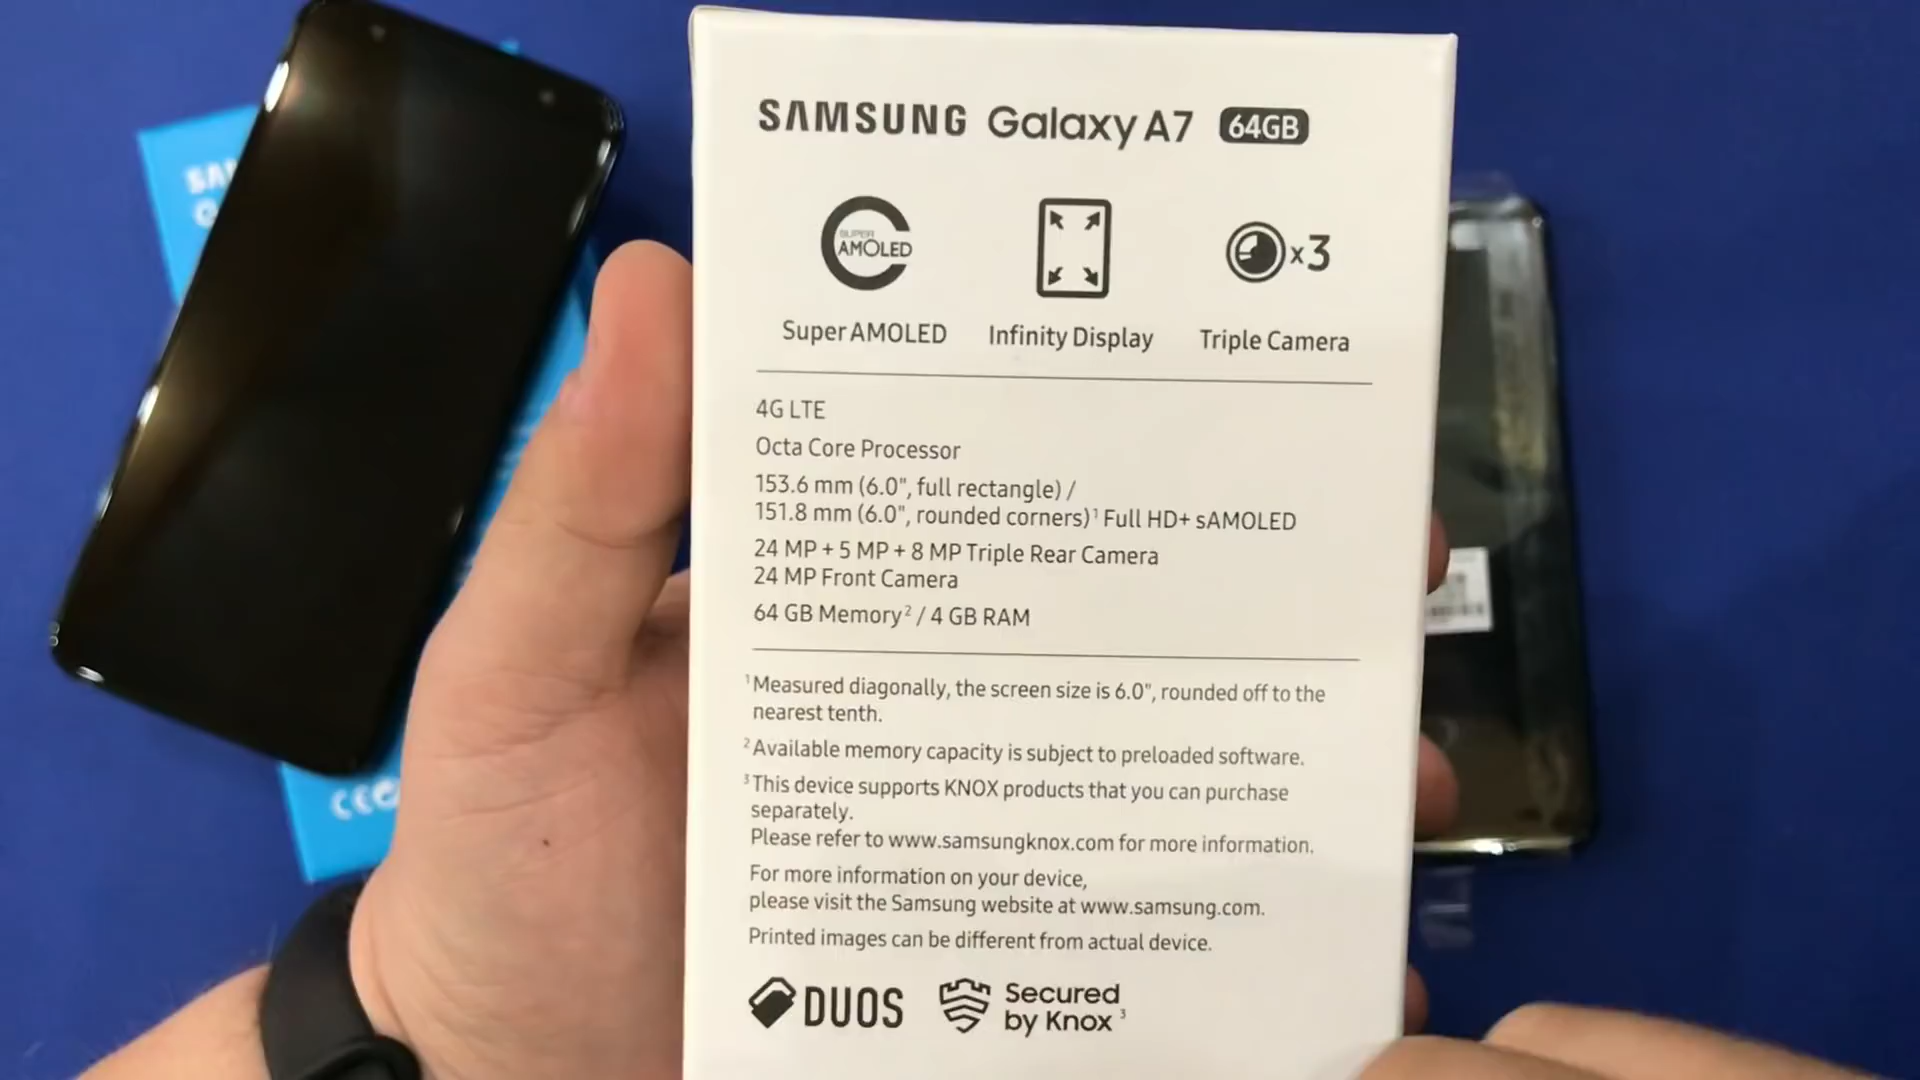 SAMSUNG Galaxy A7 64GB
SUPER
AMOLED
x3
Super AMOLED Infinity Display Triple Camera
4G LTE
Octa Core Processor
153.6 mm (6.0", full rectangle) /
151.8 mm (6.0", rounded corners)¹ Full HD+ sAMOLED
24 MP + 5 MP + 8 MP Triple Rear Camera
24 MP Front Camera
64 GB Memory² / 4 GB RAM
¹Measured diagonally, the screen size is 6.0", rounded off to the
nearest tenth.
²Available memory capacity is subject to preloaded software.
³This device supports KNOX products that you can purchase
separately.
Please refer to www.samsungknox.com for more information.
For more information on your device,
please visit the Samsung website at www.samsung.com.
Printed images can be different from actual device.
DUOS Secured
by Knox³